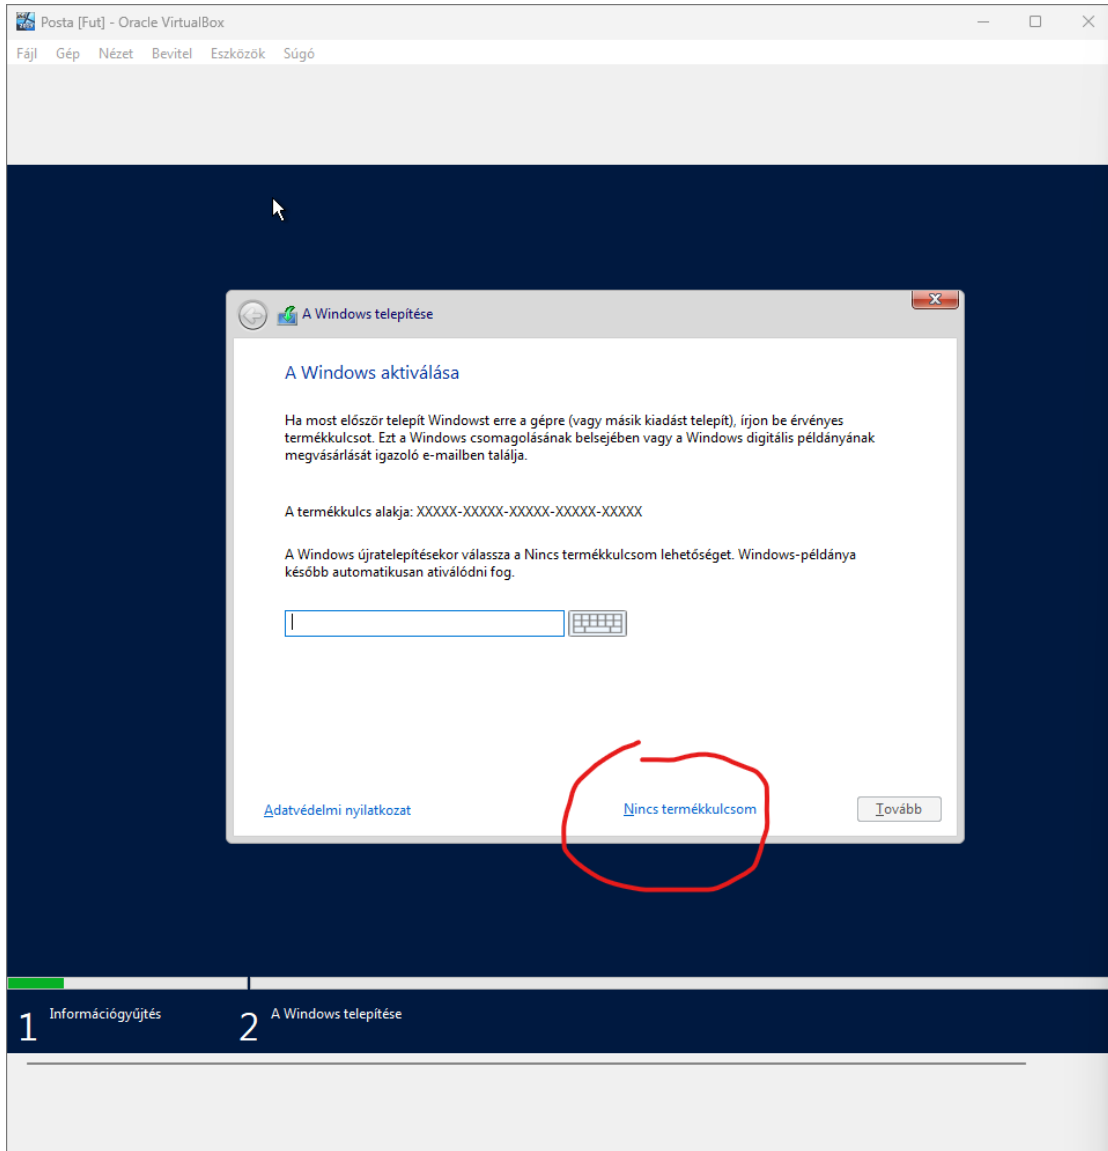 Posta [Fut] - Oracle VirtualBox
Fájl Gép Nézet Bevitel Eszközök Súgó
A Windows telepítése
A Windows aktiválása
Ha most először telepít Windowst erre a gépre (vagy másik kiadást telepít), írjon be érvényes
termékkulcsot. Ezt a Windows csomagolásának belsejében vagy a Windows digitális példányának
megvásárlását igazoló e-mailben találja.
A termékkulcs alakja: XXXXX-XXXXX-XXXXX-XXXXX-XXXXX
A Windows újratelepítésekor válassza a Nincs termékkulcsom lehetőséget. Windows-példánya
később automatikusan ativálódni fog.
Adatvédelmi nyilatkozat Nincs termékkulcsom Tovább
1 Információgyűjtés 2 A Windows telepítése